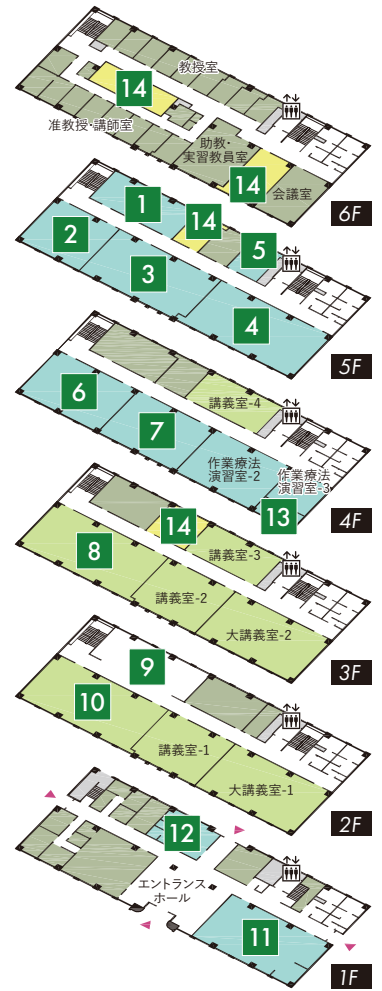 教授室
14
准教授・講師室
助教・
実習教員室
14
会議室
6F
1
14
2
5
3
4
5F
講義室-4
6
7
作業療法
演習室-2
作業療法
演習室-3
13
4F
14
8
講義室-3
講義室-2
大講義室-2
3F
9
10
講義室-1
大講義室-1
2F
12
エントランス
ホール
11
1F